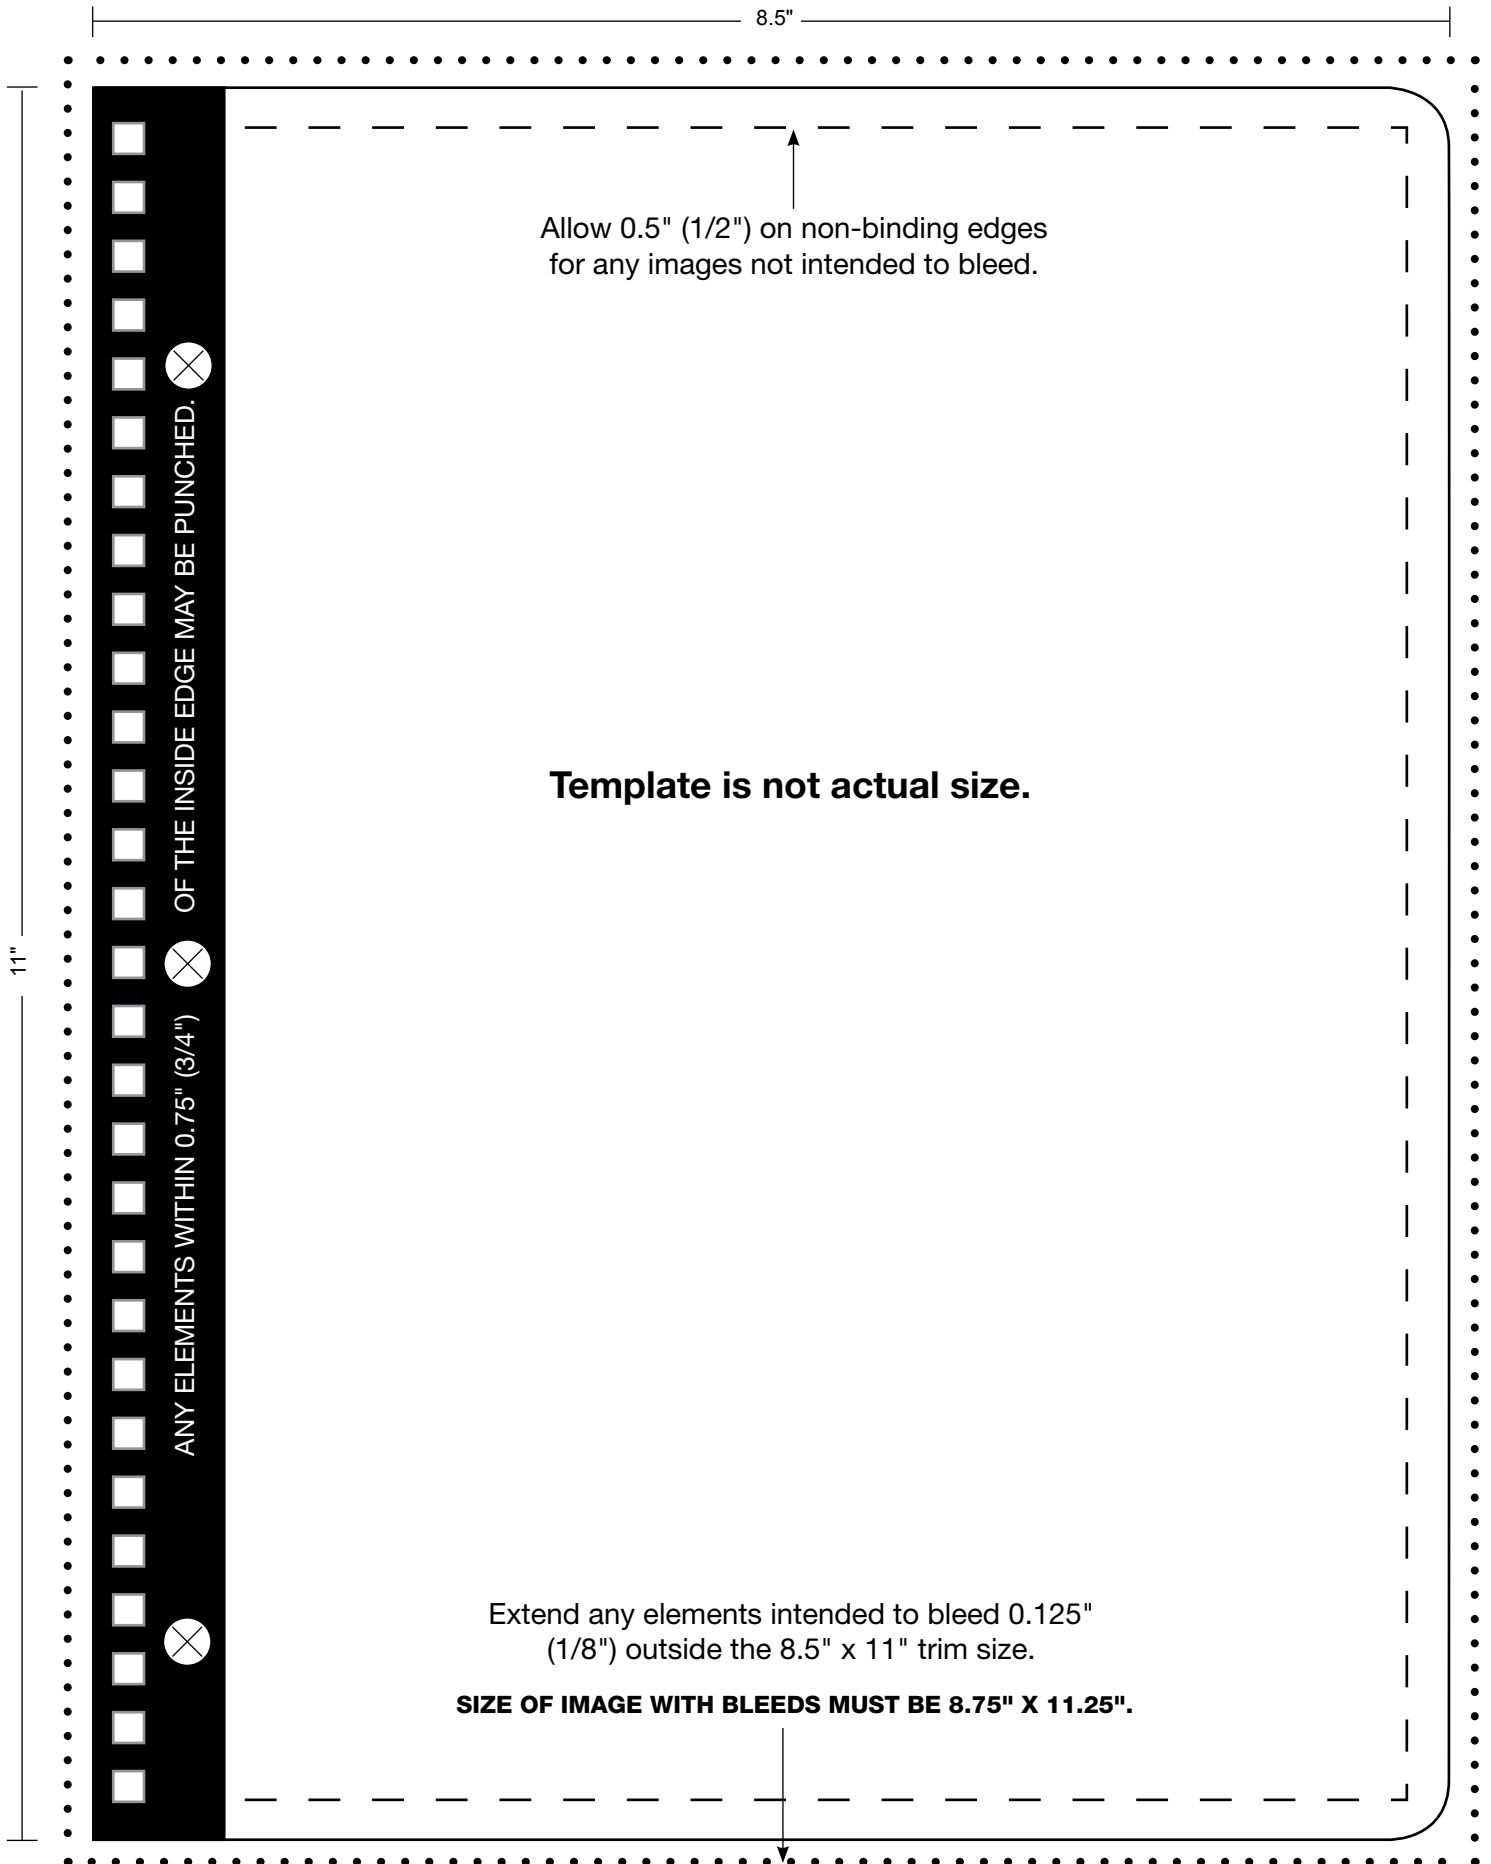 8.5"
Allow 0.5" (1/2") on non-binding edges
for any images not intended to bleed.
11"
ANY ELEMENTS WITHIN 0.75" (3/4") OF THE INSIDE EDGE MAY BE PUNCHED.
Template is not actual size.
Extend any elements intended to bleed 0.125"
(1/8") outside the 8.5" x 11" trim size.
SIZE OF IMAGE WITH BLEEDS MUST BE 8.75" X 11.25".